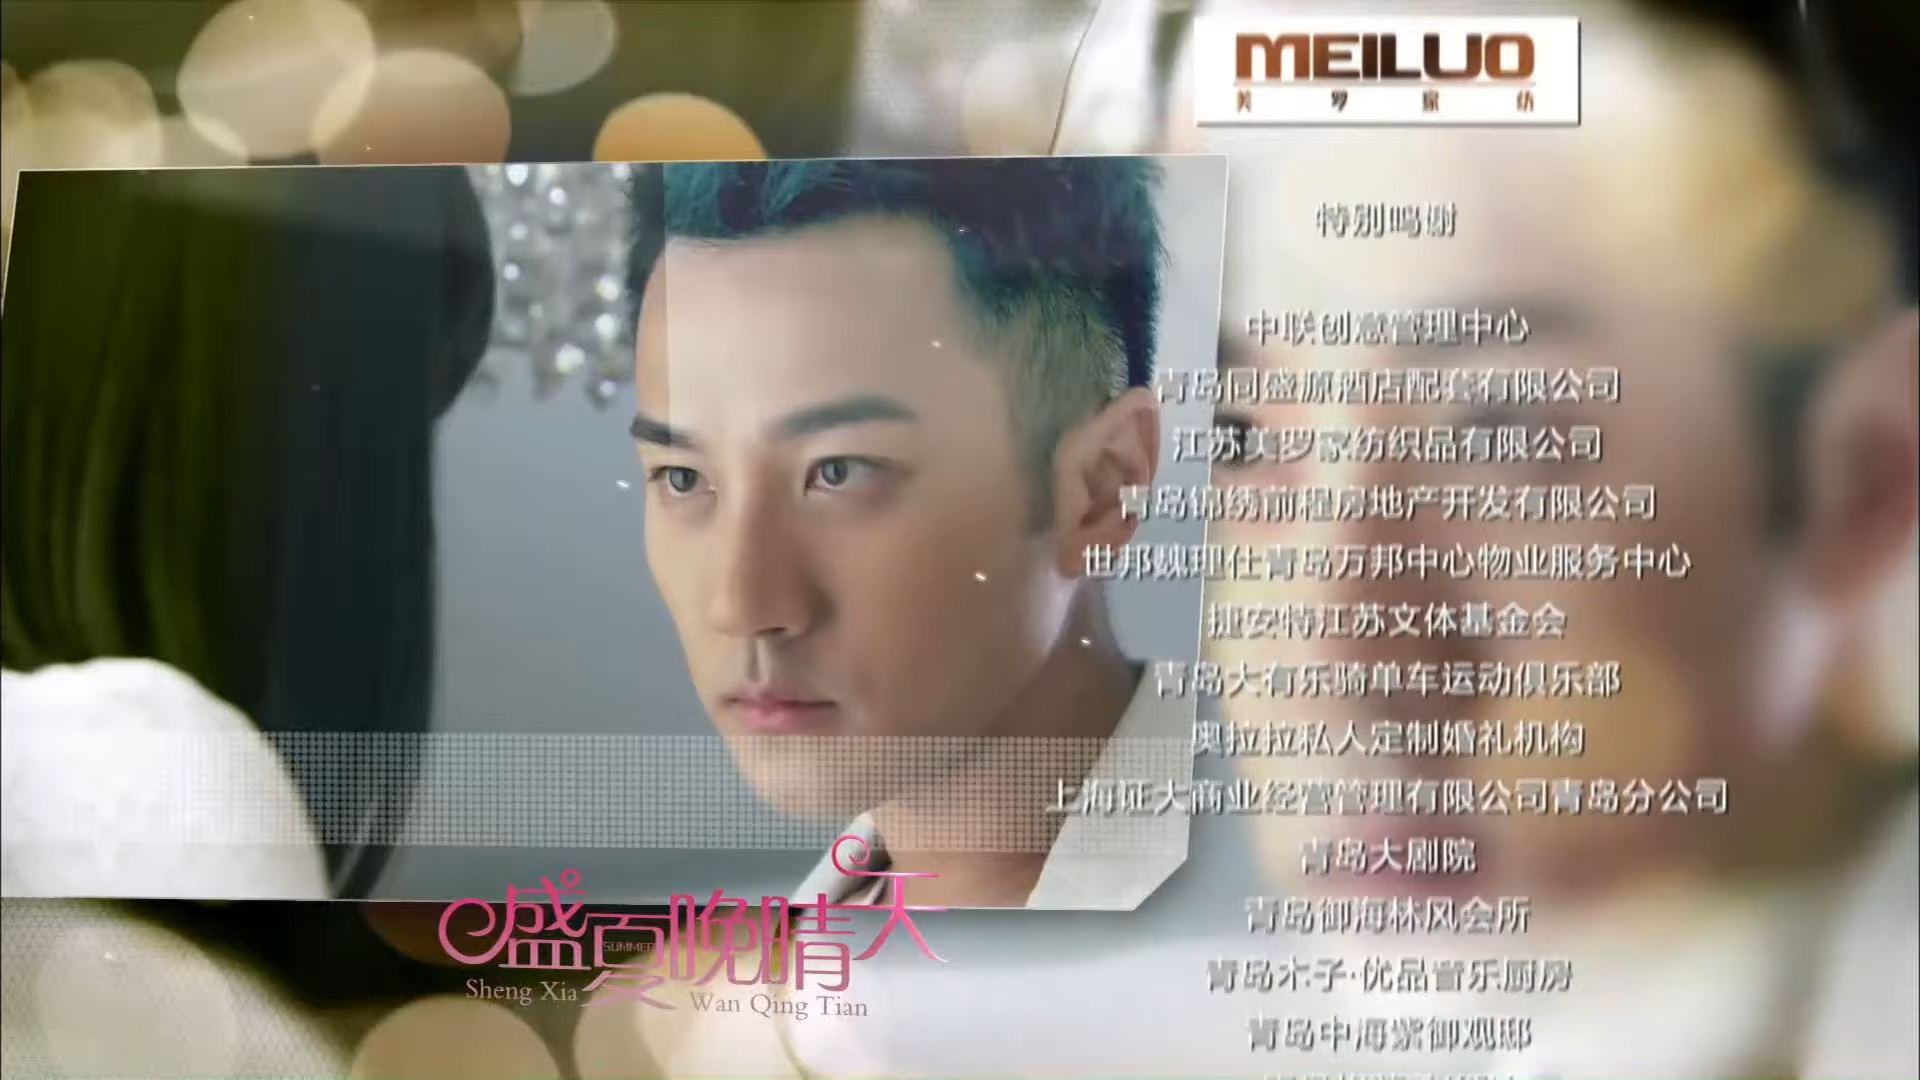 MEILUO
美罗家纺
特别鸣谢
中联创意管理中心
青岛同盛源酒店配套有限公司
江苏美罗家纺织品有限公司
青岛锦绣前程房地产开发有限公司
世邦魏理仕青岛万邦中心物业服务中心
捷安特江苏文体基金会
青岛大有乐骑单车运动俱乐部
奥拉拉私人定制婚礼机构
上海证大商业经营管理有限公司青岛分公司
青岛大剧院
青岛御海林风会所
青岛木子·优品音乐厨房
青岛中海紫御观邸
盛夏晚晴天
SUMMER
Sheng Xia Wan Qing Tian